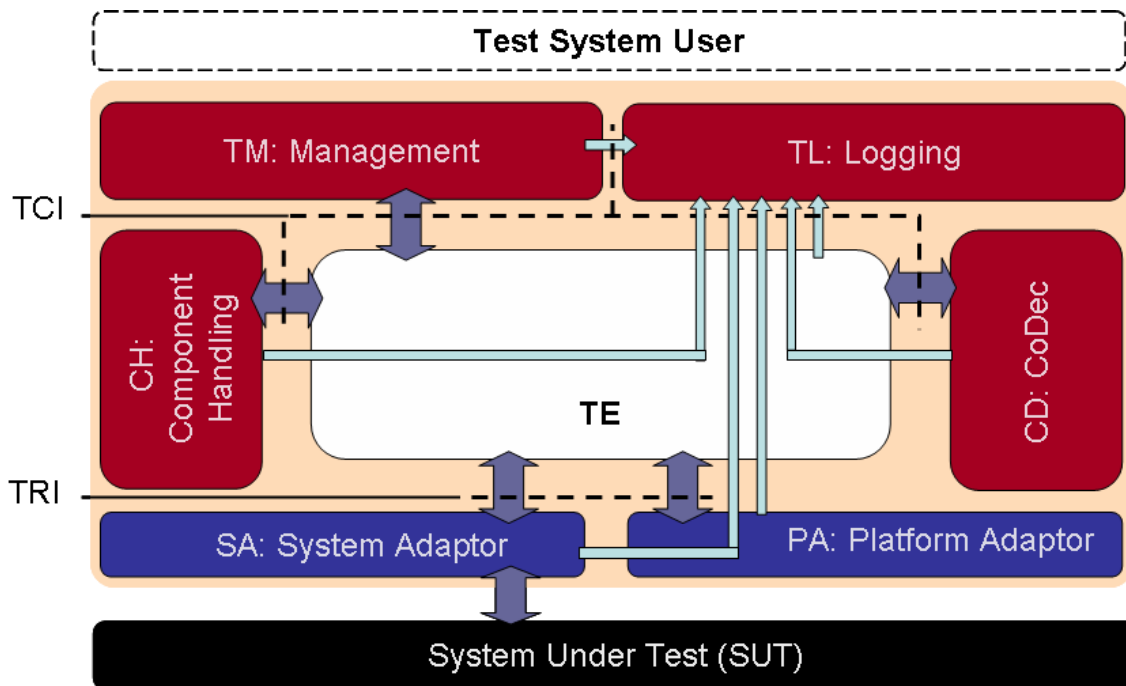 Test System User
TM: Management
TL: Logging
TCI
CH:
Component
Handling
CD: CoDec
TE
TRI
SA: System Adaptor
PA: Platform Adaptor
System Under Test (SUT)